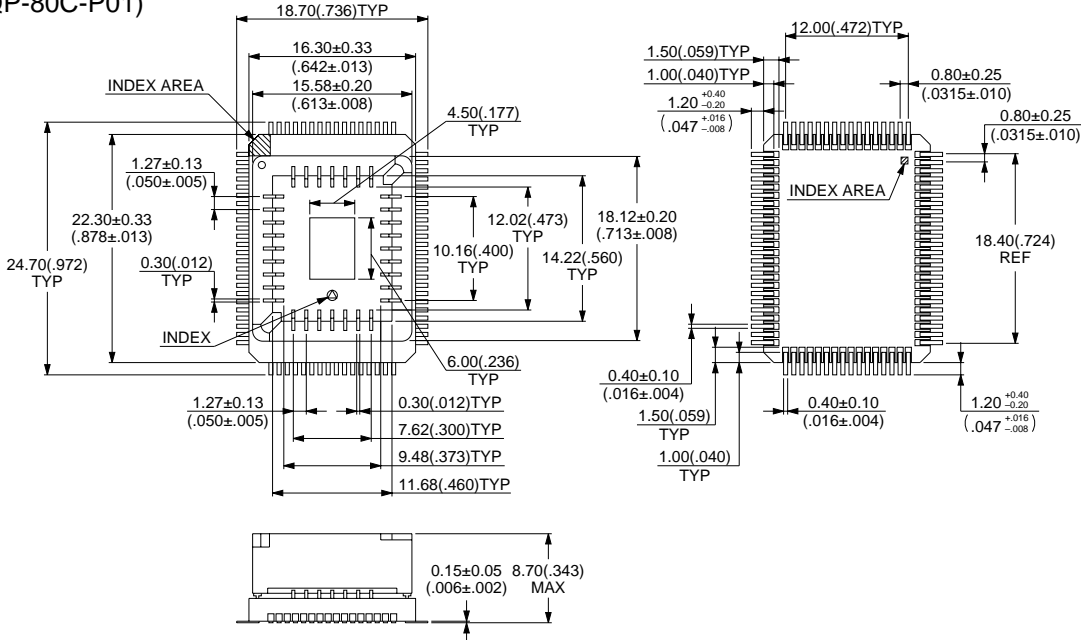 QP-80C-P01)
18.70(.736)TYP
16.30±0.33
(.642±.013)
15.58±0.20
(.613±.008)
INDEX AREA
4.50(.177)
TYP
1.27±0.13
(.050±.005)
22.30±0.33
(.878±.013)
24.70(.972)
TYP
0.30(.012)
TYP
INDEX
12.02(.473)
TYP
10.16(.400)
TYP
14.22(.560)
TYP
18.12±0.20
(.713±.008)
6.00(.236)
TYP
1.27±0.13
(.050±.005)
0.30(.012)TYP
7.62(.300)TYP
9.48(.373)TYP
11.68(.460)TYP
12.00(.472)TYP
1.50(.059)TYP
1.00(.040)TYP
1.20 +0.40 –0.20
(.047 +.016 –.008)
0.80±0.25
(.0315±.010)
0.80±0.25
(.0315±.010)
INDEX AREA
18.40(.724)
REF
0.40±0.10
(.016±.004)
1.50(.059)
TYP
1.00(.040)
TYP
0.40±0.10
(.016±.004)
1.20 +0.40 –0.20
(.047 +.016 –.008)
0.15±0.05
(.006±.002)
8.70(.343)
MAX